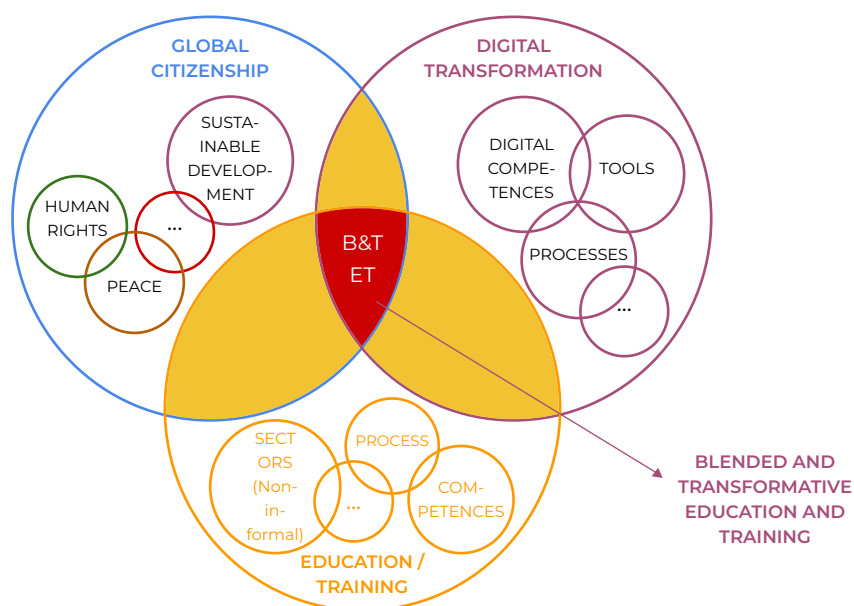 GLOBAL
CITIZENSHIP
DIGITAL
TRANSFORMATION
SUSTA-
INABLE
DEVELOP-
MENT
HUMAN
RIGHTS
...
PEACE
DIGITAL
COMPE-
TENCES
TOOLS
PROCESSES
...
B&T
ET
SECT
ORS
(Non-
in-
formal)
PROCESS
...
COM-
PETENCES
EDUCATION /
TRAINING
BLENDED AND
TRANSFORMATIVE
EDUCATION AND
TRAINING